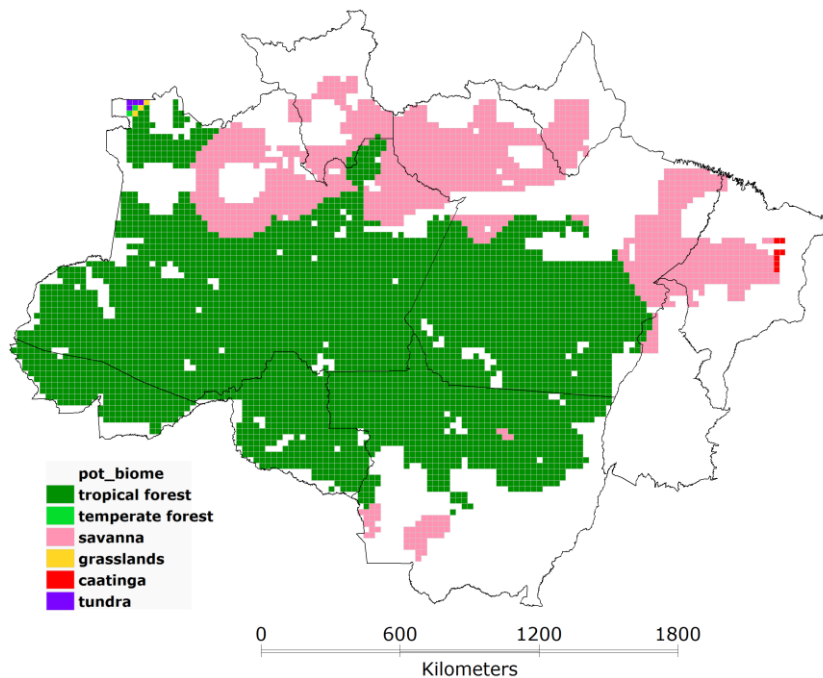 pot_biome
tropical forest
temperate forest
savanna
grasslands
caatinga
tundra
0 600 1200 1800
Kilometers